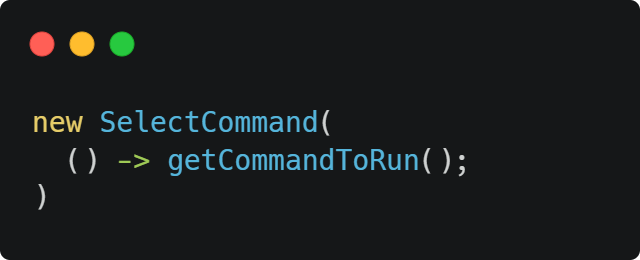 new SelectCommand(
  () -> getCommandToRun();
)